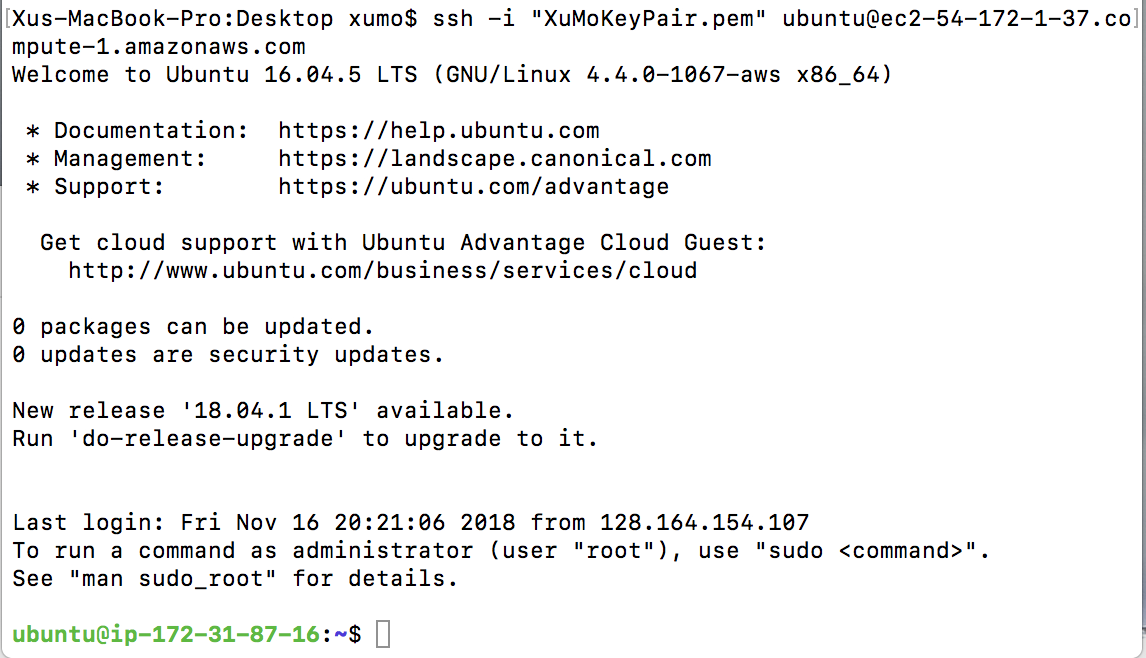 [Xus-MacBook-Pro:Desktop xumo$ ssh -i "XuMoKeyPair.pem" ubuntu@ec2-54-172-1-37.co]
mpute-1.amazonaws.com
Welcome to Ubuntu 16.04.5 LTS (GNU/Linux 4.4.0-1067-aws x86_64)

 * Documentation:  https://help.ubuntu.com
 * Management:     https://landscape.canonical.com
 * Support:        https://ubuntu.com/advantage

  Get cloud support with Ubuntu Advantage Cloud Guest:
    http://www.ubuntu.com/business/services/cloud

0 packages can be updated.
0 updates are security updates.

New release '18.04.1 LTS' available.
Run 'do-release-upgrade' to upgrade to it.


Last login: Fri Nov 16 20:21:06 2018 from 128.164.154.107
To run a command as administrator (user "root"), use "sudo <command>".
See "man sudo_root" for details.

ubuntu@ip-172-31-87-16:~$